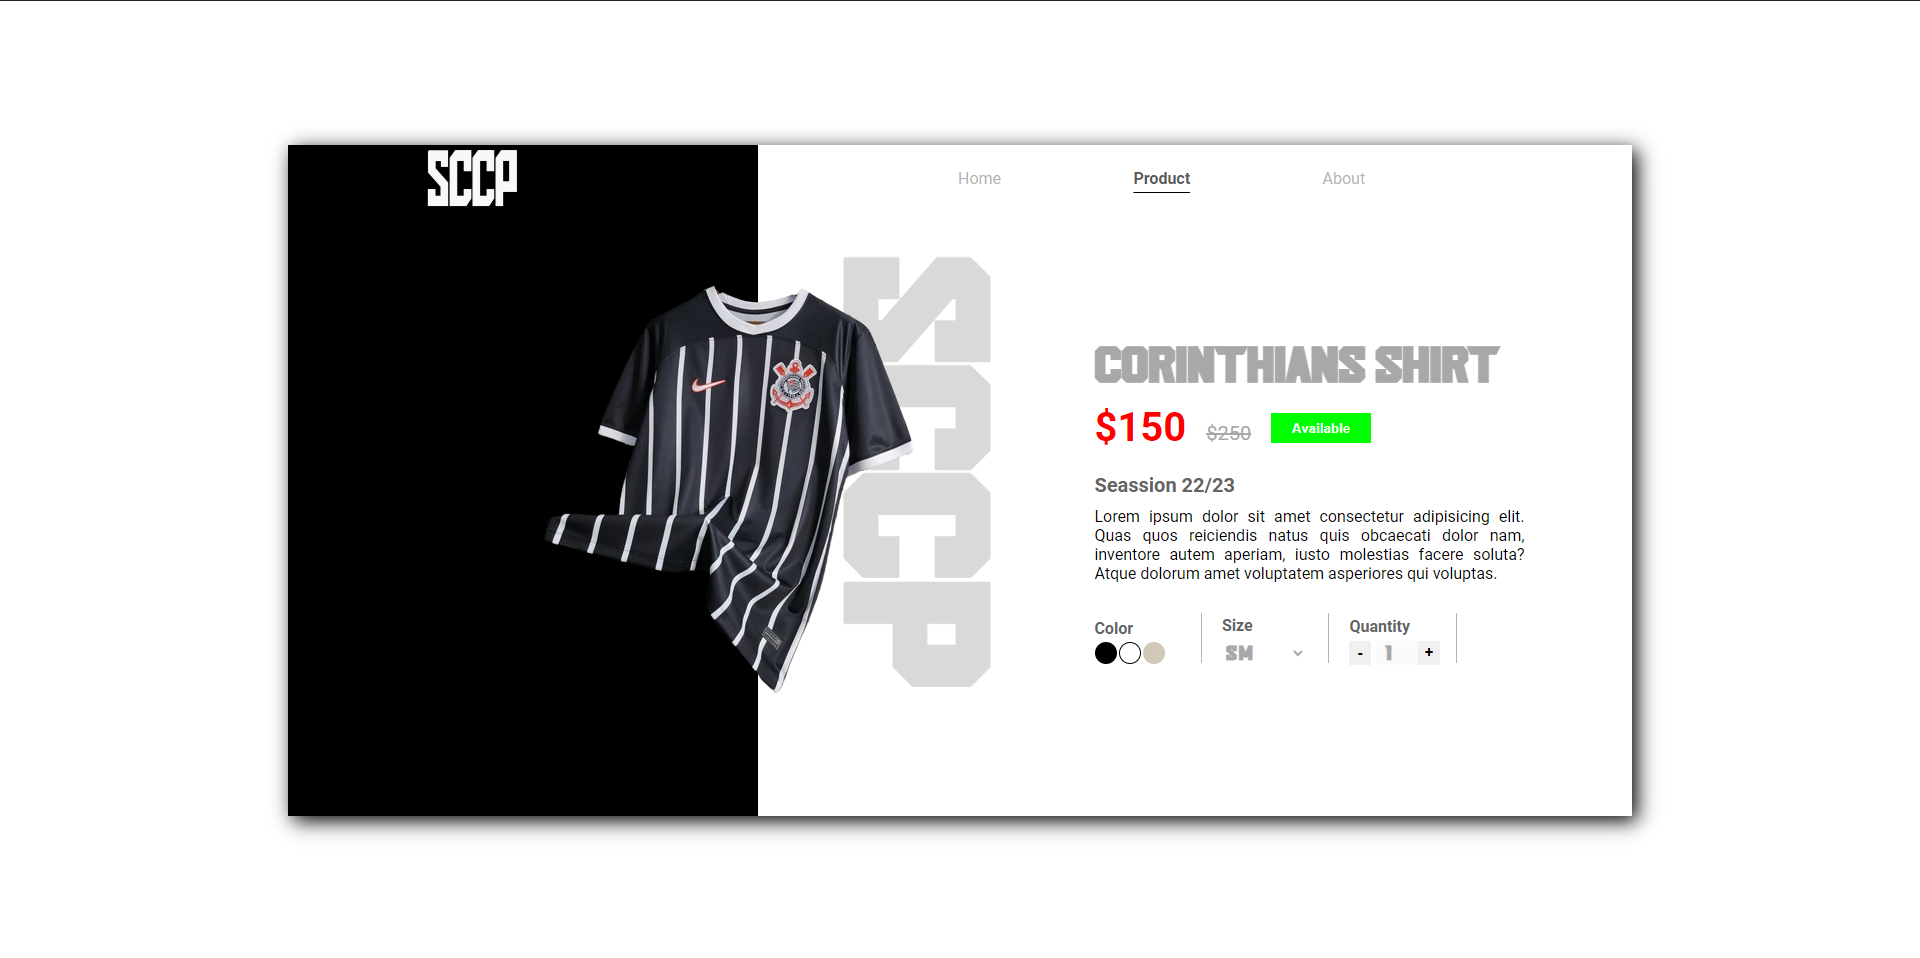 SCCP
Home
Product
About
SCCP
CORINTHIANS SHIRT
$150
$250
Available
Seassion 22/23
Lorem ipsum dolor sit amet consectetur adipisicing elit.
Quas quos reiciendis natus quis obcaecati dolor nam,
inventore autem aperiam, iusto molestias facere soluta?
Atque dolorum amet voluptatem asperiores qui voluptas.
Color
Size
SM
Quantity
- 1 +